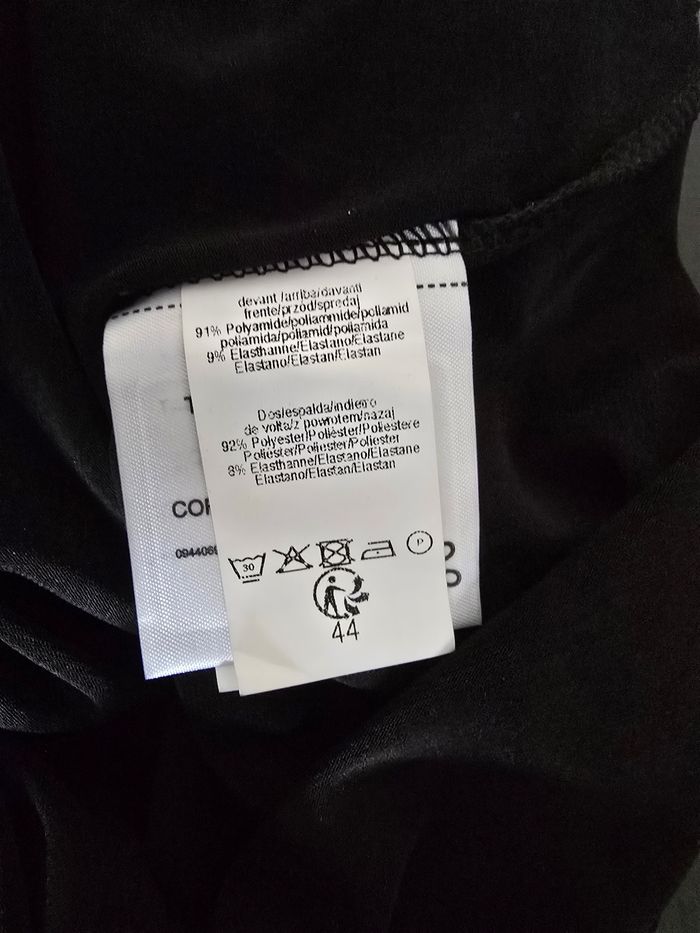 devant /arriba/davanti
frente/przód/spredaj
91% Polyamide/poliammide/poliamid
poliamida/póliamid/poliamida
9% Elasthanne/Elastano/Elastane
Elastano/Elastan/Elastan
Dos/espalda/indietro
de volta/z powrotem/nazaj
92% Polyester/Poliéster/Poliestere
Poliéster/Poliester/Poliester
8% Elasthanne/Elastano/Elastane
Elastano/Elastan/Elastan
30
P
44